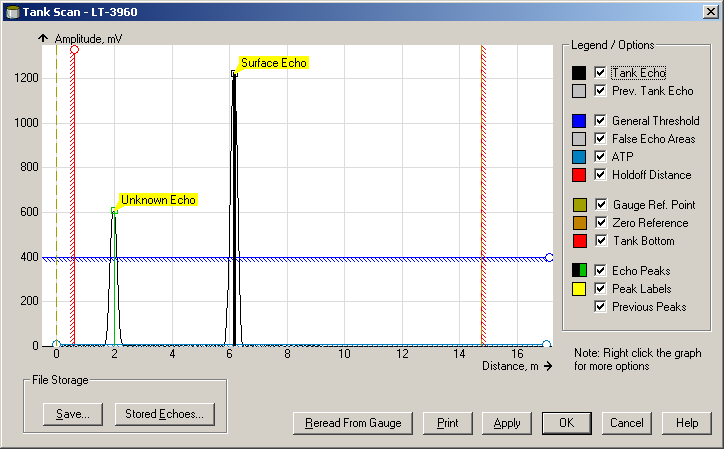 Tank Scan - LT-3960
Amplitude, mV
1200
1000
800
600
400
200
0
Surface Echo
Unknown Echo
0 2 4 6 8 10 12 14 16
Distance, m
Legend / Options
Tank Echo
Prev. Tank Echo
General Threshold
False Echo Areas
ATP
Holdoff Distance
Gauge Ref. Point
Zero Reference
Tank Bottom
Echo Peaks
Peak Labels
Previous Peaks
Note: Right click the graph
for more options
File Storage
Save...
Stored Echoes...
Reread From Gauge
Print
Apply
OK
Cancel
Help